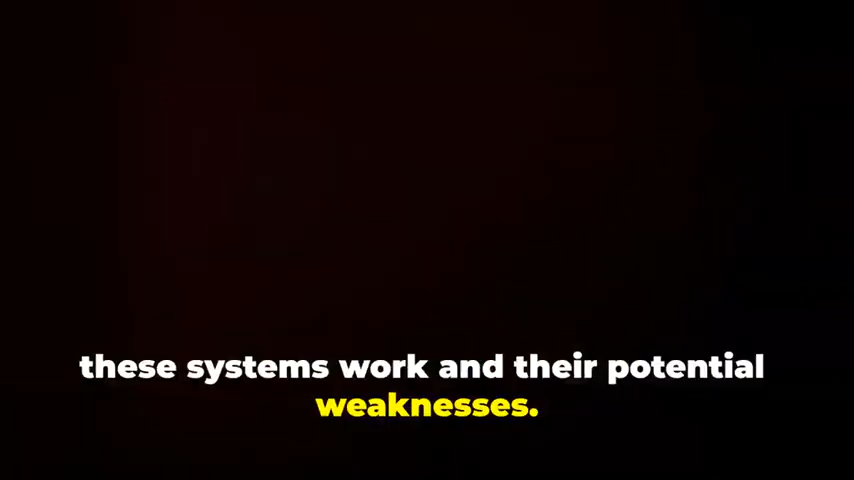 these systems work and their potential
weaknesses.